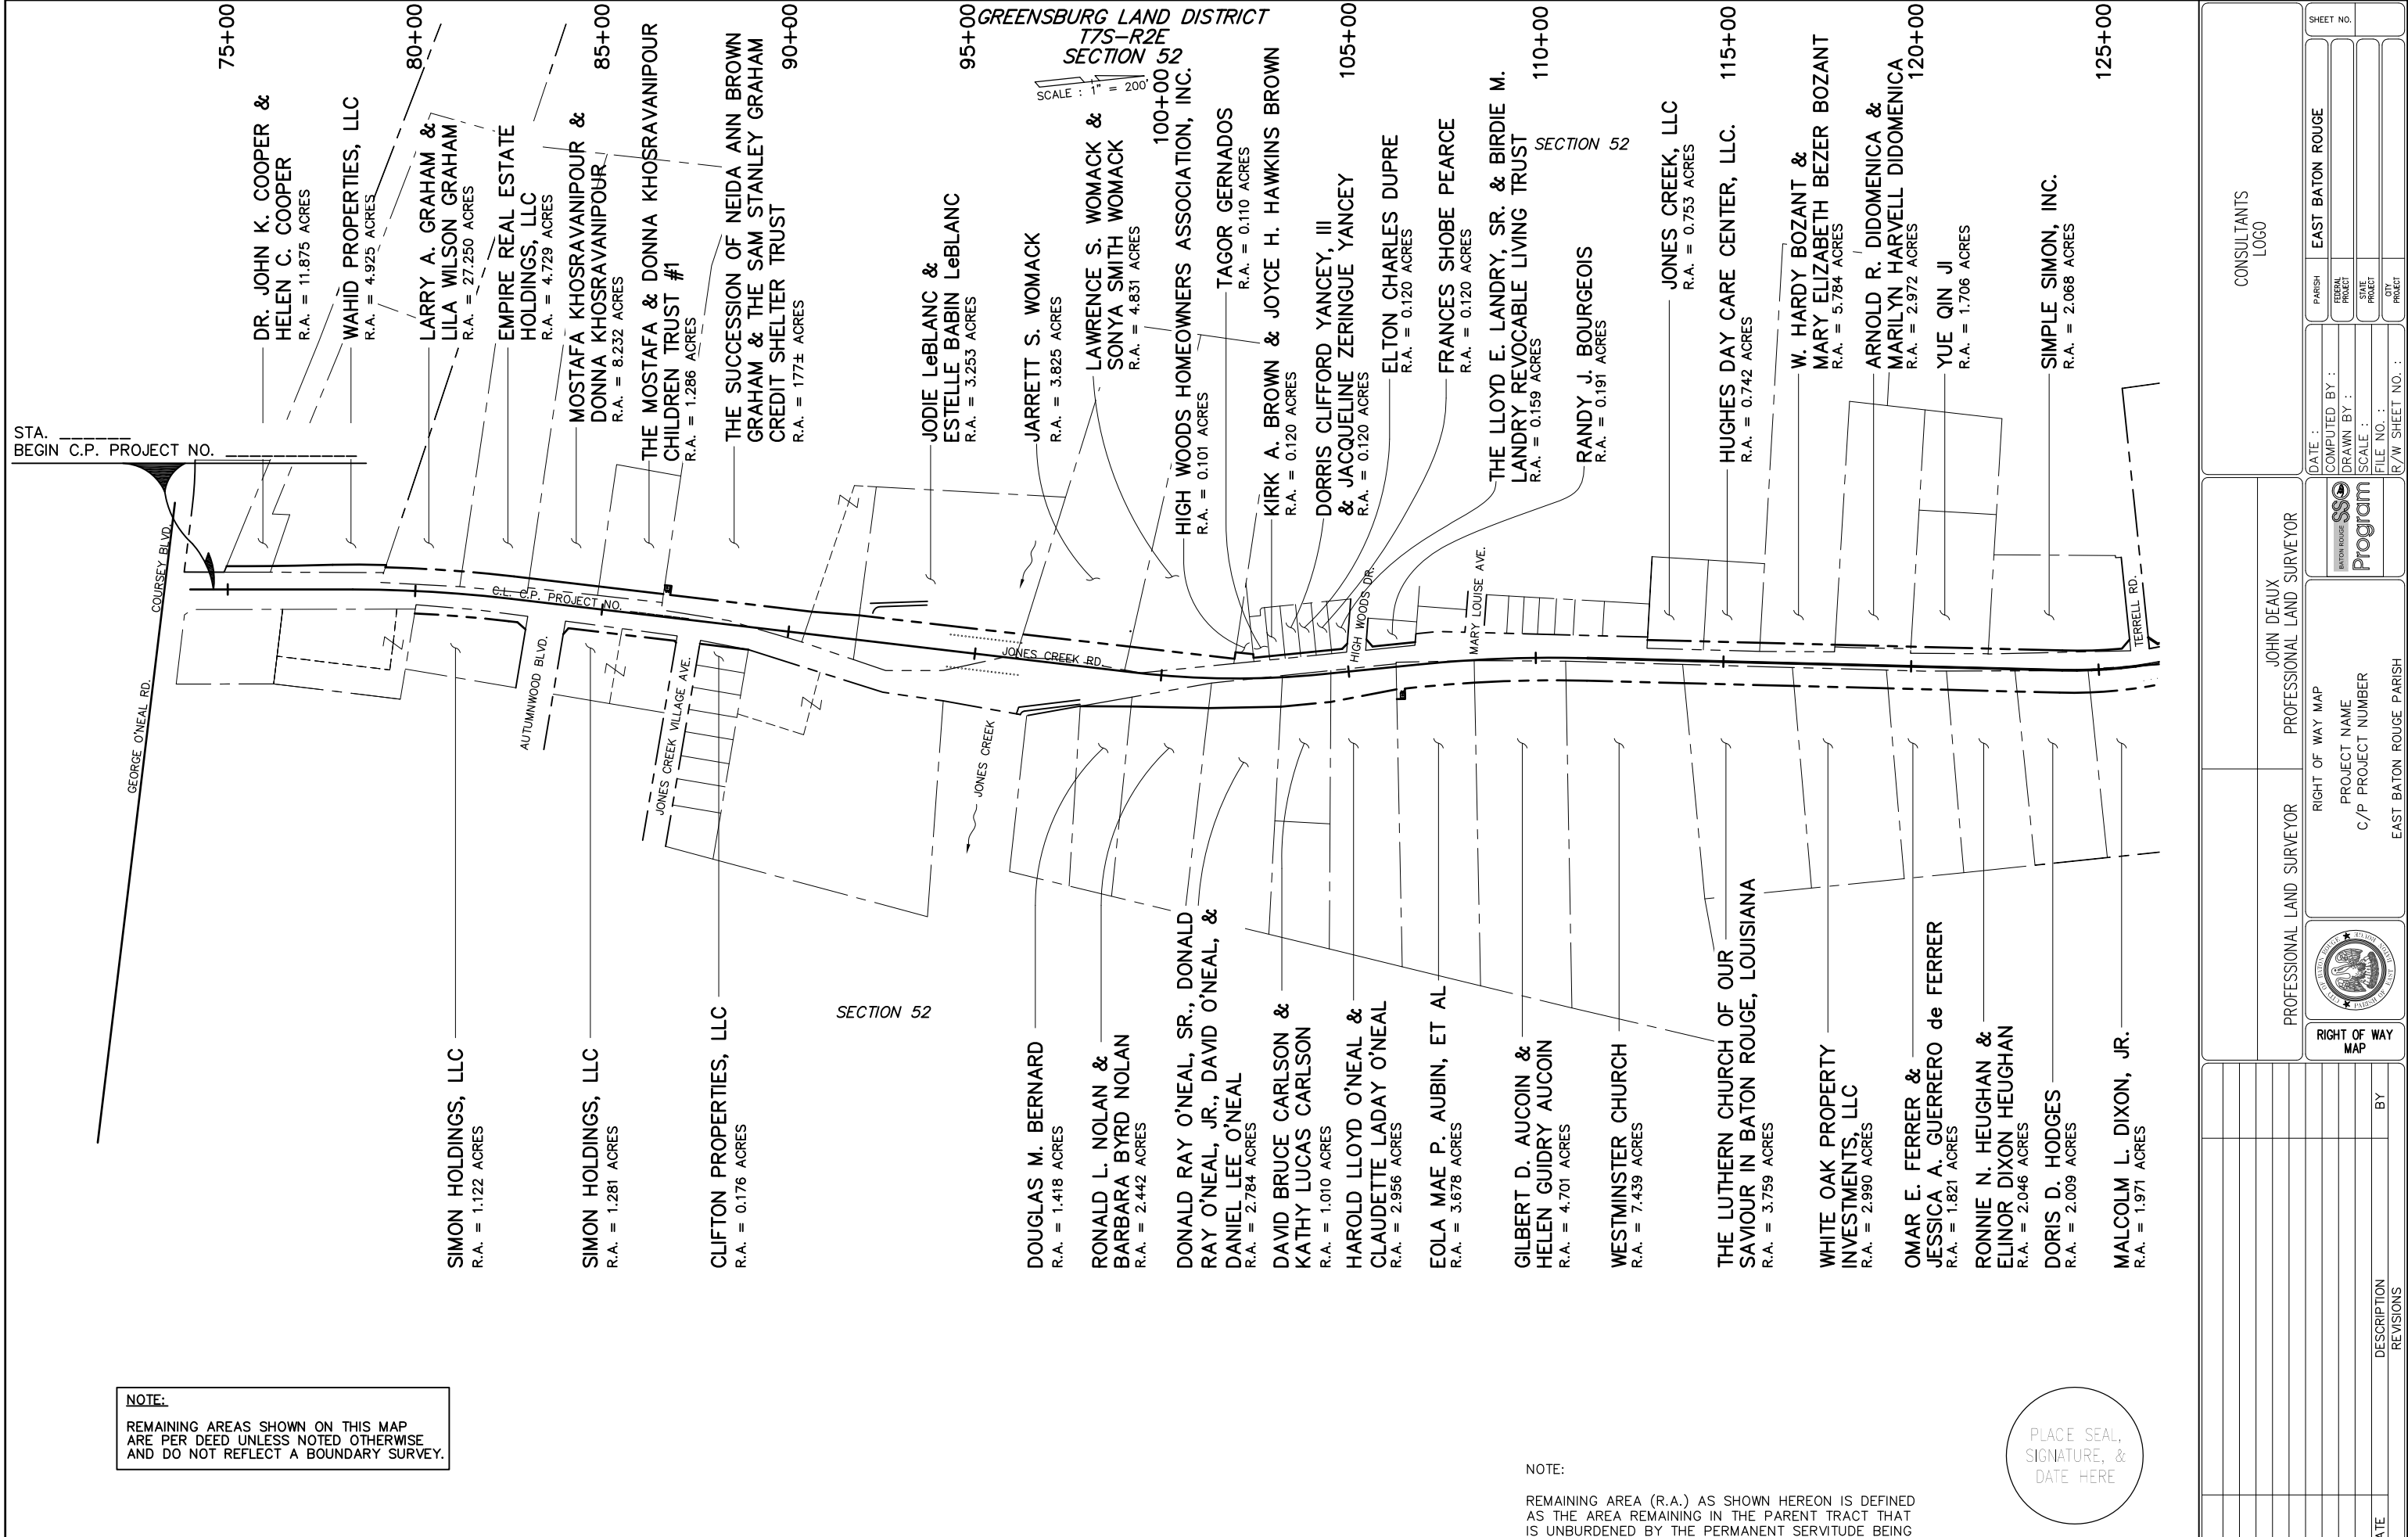 75+00
80+00
85+00
90+00
95+00
100+00
105+00
110+00
115+00
120+00
125+00
GREENSBURG LAND DISTRICT
T7S-R2E
SECTION 52
SCALE : 1" = 200'
DR. JOHN K. COOPER &
HELEN C. COOPER
R.A. = 11.875 ACRES
WAHID PROPERTIES, LLC
R.A. = 4.925 ACRES
LARRY A. GRAHAM &
LILA WILSON GRAHAM
R.A. = 27.250 ACRES
EMPIRE REAL ESTATE
HOLDINGS, LLC
R.A. = 4.729 ACRES
MOSTAFA KHOSRAVANIPOUR &
DONNA KHOSRAVANIPOUR
R.A. = 8.232 ACRES
THE MOSTAFA & DONNA KHOSRAVANIPOUR
CHILDREN TRUST #1
R.A. = 1.286 ACRES
THE SUCCESSION OF NEIDA ANN BROWN
GRAHAM & THE SAM STANLEY GRAHAM
CREDIT SHELTER TRUST
R.A. = 177± ACRES
JODIE LeBLANC &
ESTELLE BABIN LeBLANC
R.A. = 3.253 ACRES
JARRETT S. WOMACK
R.A. = 3.825 ACRES
LAWRENCE S. WOMACK &
SONYA SMITH WOMACK
R.A. = 4.831 ACRES
HIGH WOODS HOMEOWNERS ASSOCIATION, INC.
R.A. = 0.101 ACRES
TAGGOR GERNADOS
R.A. = 0.110 ACRES
KIRK A. BROWN & JOYCE H. HAWKINS BROWN
R.A. = 0.120 ACRES
DORRIS CLIFFORD YANCEY, III
& JACQUELINE ZERINGUE YANCEY
R.A. = 0.120 ACRES
ELTON CHARLES DUPRE
R.A. = 0.120 ACRES
FRANCES SHOBE PEARCE
R.A. = 0.120 ACRES
THE LLOYD E. LANDRY, SR. & BIRDIE M.
LANDRY REVOCABLE LIVING TRUST
R.A. = 0.159 ACRES
SECTION 52
RANDY J. BOURGEOIS
R.A. = 0.191 ACRES
JONES CREEK, LLC
R.A. = 0.753 ACRES
HUGHES DAY CARE CENTER, LLC.
R.A. = 0.742 ACRES
W. HARDY BOZANT &
MARY ELIZABETH BEZER BOZANT
R.A. = 5.784 ACRES
ARNOLD R. DIDOMENICA &
MARILYN HARVELL DIDOMENICA
R.A. = 2.972 ACRES
YUE QIN JI
R.A. = 1.706 ACRES
SIMPLE SIMON, INC.
R.A. = 2.068 ACRES
STA. ______
BEGIN C.P. PROJECT NO. ___________
COURSEY BLVD.
GEORGE O'NEAL RD.
C.L. C.P. PROJECT NO.
AUTUMNWOOD BLVD.
JONES CREEK VILLAGE AVE.
JONES CREEK RD.
JONES CREEK
HIGH WOODS DR.
MARY LOUISE AVE.
TERRELL RD.
SECTION 52
SIMON HOLDINGS, LLC
R.A. = 1.122 ACRES
SIMON HOLDINGS, LLC
R.A. = 1.281 ACRES
CLIFTON PROPERTIES, LLC
R.A. = 0.176 ACRES
DOUGLAS M. BERNARD
R.A. = 1.418 ACRES
RONALD L. NOLAN &
BARBARA BYRD NOLAN
R.A. = 2.442 ACRES
DONALD RAY O'NEAL, SR., DONALD
RAY O'NEAL, JR., DAVID O'NEAL, &
DANIEL LEE O'NEAL
R.A. = 2.784 ACRES
DAVID BRUCE CARLSON &
KATHY LUCAS CARLSON
R.A. = 1.010 ACRES
HAROLD LLOYD O'NEAL &
CLAUDETTE LADAY O'NEAL
R.A. = 2.956 ACRES
EOLA MAE P. AUBIN, ET AL
R.A. = 3.678 ACRES
GILBERT D. AUCOIN &
HELEN GUIDRY AUCOIN
R.A. = 4.701 ACRES
WESTMINSTER CHURCH
R.A. = 7.439 ACRES
THE LUTHERN CHURCH OF OUR
SAVIOUR IN BATON ROUGE, LOUISIANA
R.A. = 3.759 ACRES
WHITE OAK PROPERTY
INVESTMENTS, LLC
R.A. = 2.990 ACRES
OMAR E. FERRER &
JESSICA A. GUERRERO de FERRER
R.A. = 1.821 ACRES
RONNIE N. HEUGHAN &
ELINOR DIXON HEUGHAN
R.A. = 2.046 ACRES
DORIS D. HODGES
R.A. = 2.009 ACRES
MALCOLM L. DIXON, JR.
R.A. = 1.971 ACRES
NOTE:
REMAINING AREAS SHOWN ON THIS MAP
ARE PER DEED UNLESS NOTED OTHERWISE
AND DO NOT REFLECT A BOUNDARY SURVEY.
NOTE:
REMAINING AREA (R.A.) AS SHOWN HEREON IS DEFINED
AS THE AREA REMAINING IN THE PARENT TRACT THAT
IS UNBURDENED BY THE PERMANENT SERVITUDE BEING
PLACE SEAL,
SIGNATURE, &
DATE HERE
CONSULTANTS
LOGO
SHEET NO.
PARISH
EAST BATON ROUGE
FEDERAL
PROJECT
STATE
PROJECT
CITY
PROJECT
DATE :
COMPUTED BY :
DRAWN BY :
SCALE :
FILE NO. :
R/W SHEET NO. :
JOHN DEAUX
PROFESSIONAL LAND SURVEYOR
BATON ROUGE SSO
Program
PROFESSIONAL LAND SURVEYOR
RIGHT OF WAY MAP
PROJECT NAME
C/P PROJECT NUMBER
EAST BATON ROUGE PARISH
CITY OF BATON ROUGE
PARISH OF EAST BATON ROUGE
RIGHT OF WAY
MAP
BY
DESCRIPTION
REVISIONS